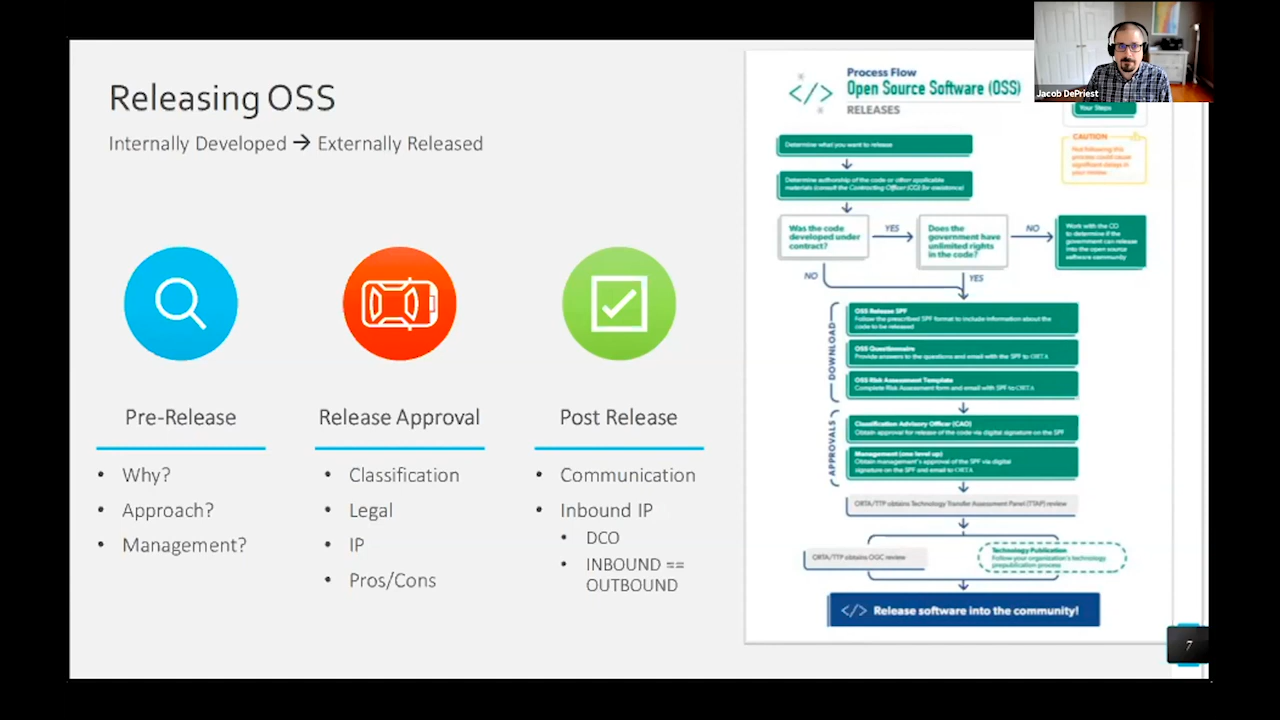 Releasing OSS
Internally Developed → Externally Released
Pre-Release
• Why?
• Approach?
• Management?
Release Approval
• Classification
• Legal
• IP
• Pros/Cons
Post Release
• Communication
• Inbound IP
• DCO
• INBOUND ==
OUTBOUND
</> Process Flow
Open Source Software (OSS)
RELEASES
Your Steps
CAUTION
Not following this
process could cause
significant delays in
your review.
Determine what you want to release
Determine authorship of the code or other applicable
materials (consult the Contracting Officer (CO) for assistance)
Was the code
developed under
contract?
YES
Does the
government have
unlimited rights
in the code?
NO
Work with the CO
to determine if the
government can release
into the open source
software community
NO
YES
DOWNLOAD
OSS Release SPF
Follow the prescribed SPF format to include information about the
code to be released
OSS Questionnaire
Provide answers to the questions and email with the SPF to ORTA
OSS Risk Assessment Template
Complete Risk Assessment form and email with SPF to ORTA
APPROVALS
Classification Advisory Officer (CAO)
Obtain approval for release of the code via digital signature on the SPF
Management (one level up)
Obtain management's approval of the SPF via digital
signature on the SPF and email to ORTA
ORTA/TTP obtains Technology Transfer Assessment Panel (TTAP) review
ORTA/TTP obtains OGC review
Technology Publication
Follow your organization's technology
prepublication process
</> Release software into the community!
Jacob DePriest
7